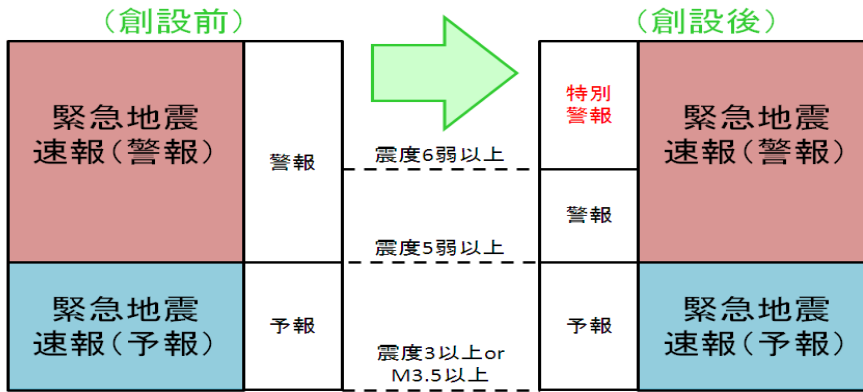 (創設前)
(創設後)
緊急地震
速報(警報)
警報
震度6弱以上
特別
警報
緊急地震
速報(警報)
警報
震度5弱以上
緊急地震
速報(予報)
予報
震度3以上or
M3.5以上
予報
緊急地震
速報(予報)